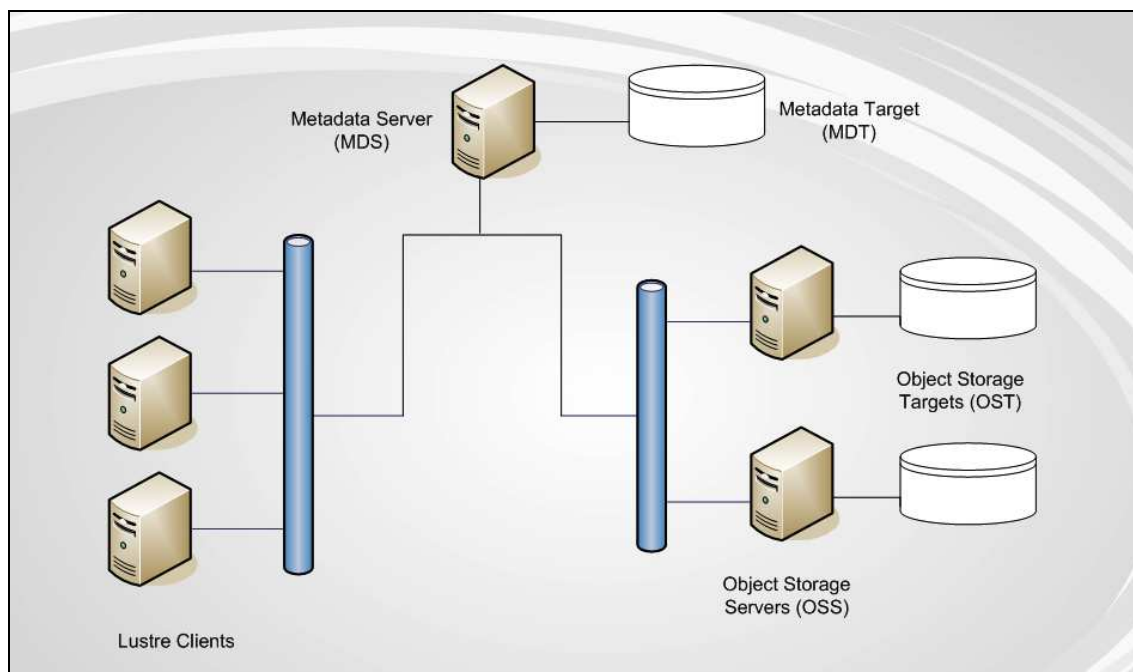 Metadata Server
(MDS)
Metadata Target
(MDT)
Object Storage
Targets (OST)
Object Storage
Servers (OSS)
Lustre Clients